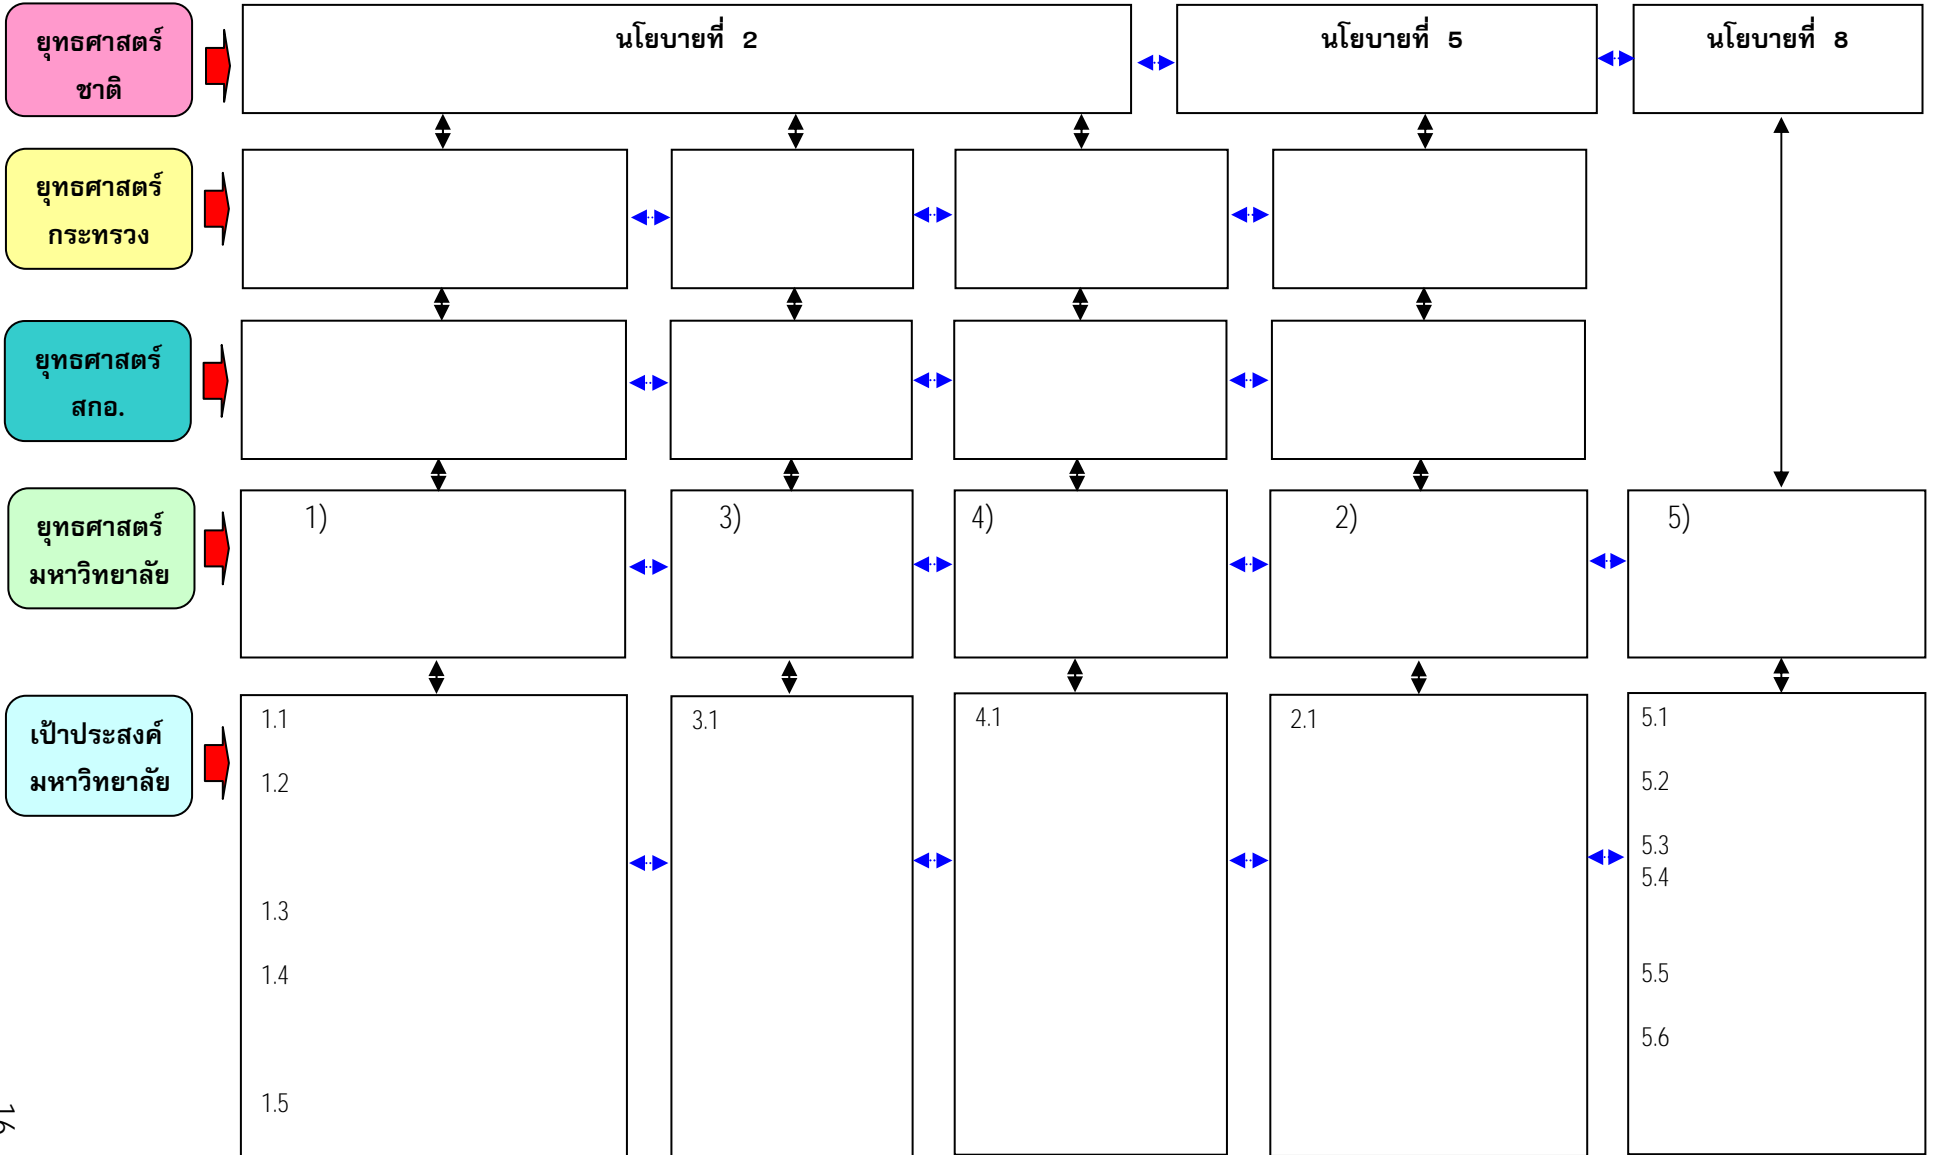 ยุทธศาสตร์
ชาติ
นโยบายที่ 2
นโยบายที่ 5
นโยบายที่ 8
ยุทธศาสตร์
กระทรวง
ยุทธศาสตร์
สกอ.
ยุทธศาสตร์
มหาวิทยาลัย
1)
3)
4)
2)
5)
เป้าประสงค์
มหาวิทยาลัย
1.1
1.2
1.3
1.4
1.5
3.1
4.1
2.1
5.1
5.2
5.3
5.4
5.5
5.6
16